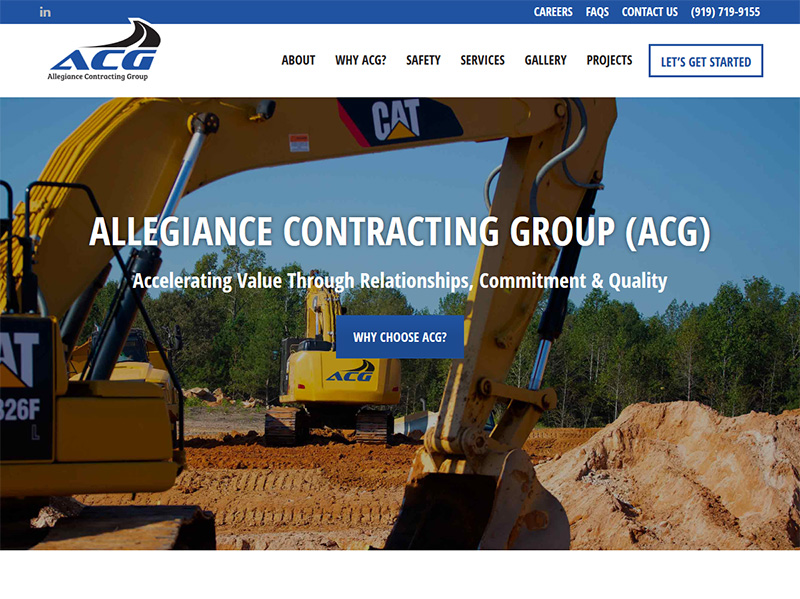 in
CAREERS FAQS CONTACT US (919) 719-9155
ACG
Allegiance Contracting Group
ABOUT WHY ACG? SAFETY SERVICES GALLERY PROJECTS LET'S GET STARTED
CAT
ALLEGIANCE CONTRACTING GROUP (ACG)
Accelerating Value Through Relationships, Commitment & Quality
WHY CHOOSE ACG?
ACG
AT
326F
L